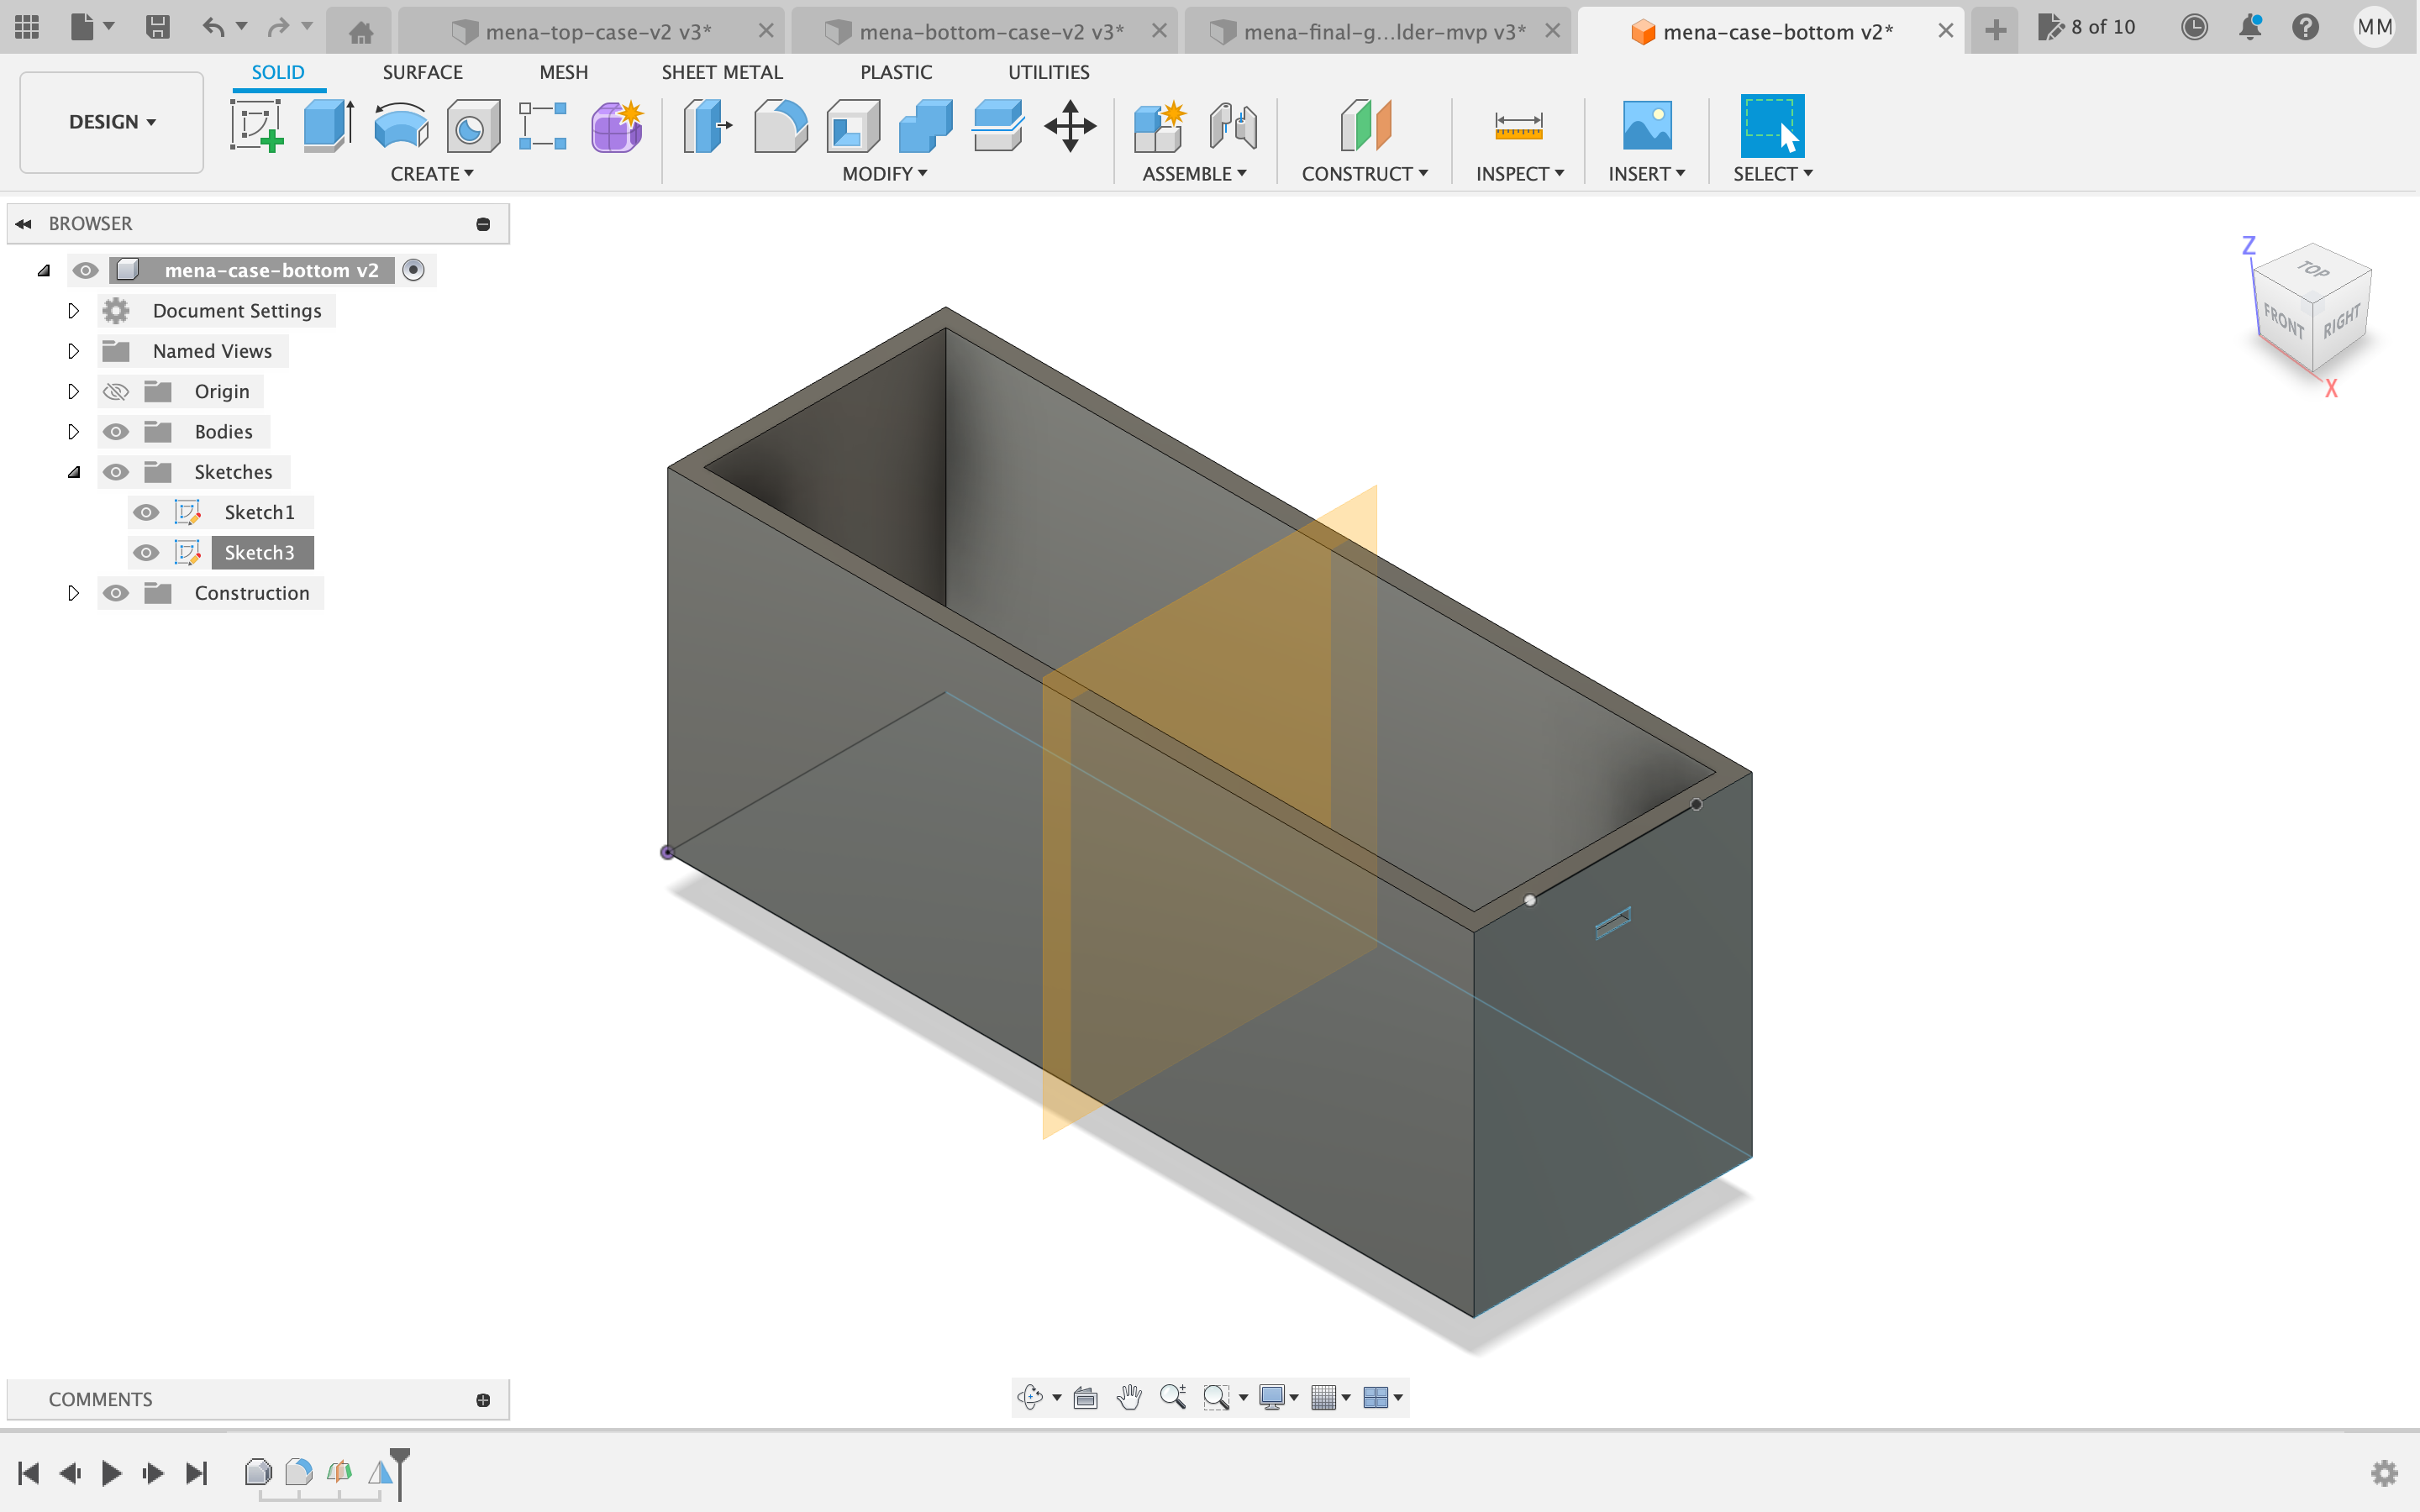 mena-top-case-v2 v3*
mena-bottom-case-v2 v3*
mena-final-g...lder-mvp v3*
mena-case-bottom v2*
8 of 10
MM
DESIGN
SOLID
SURFACE
MESH
SHEET METAL
PLASTIC
UTILITIES
CREATE
MODIFY
ASSEMBLE
CONSTRUCT
INSPECT
INSERT
SELECT
BROWSER
mena-case-bottom v2
Document Settings
Named Views
Origin
Bodies
Sketches
Sketch1
Sketch3
Construction
Z
TOP
FRONT
RIGHT
X
COMMENTS